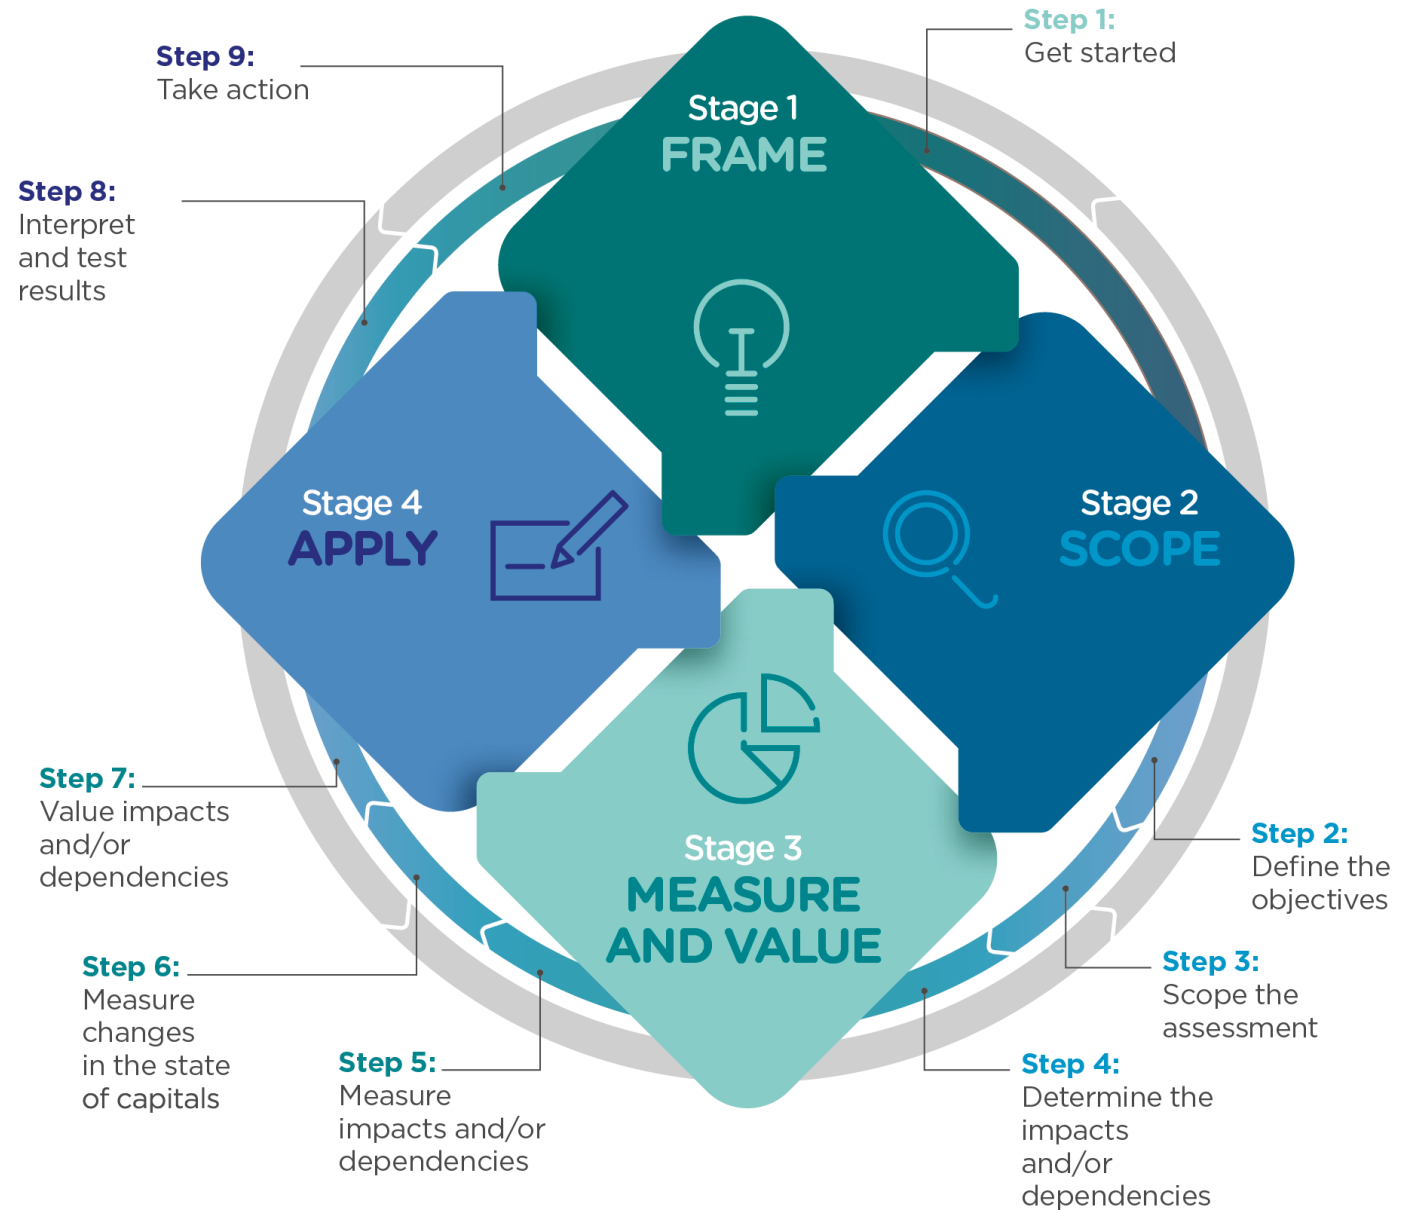 Stage 1
FRAME
Step 1:
Get started
Stage 2
SCOPE
Step 2:
Define the
objectives
Step 3:
Scope the
assessment
Step 4:
Determine the
impacts
and/or
dependencies
Stage 3
MEASURE
AND VALUE
Step 5:
Measure
impacts and/or
dependencies
Step 6:
Measure
changes
in the state
of capitals
Step 7:
Value impacts
and/or
dependencies
Stage 4
APPLY
Step 8:
Interpret
and test
results
Step 9:
Take action